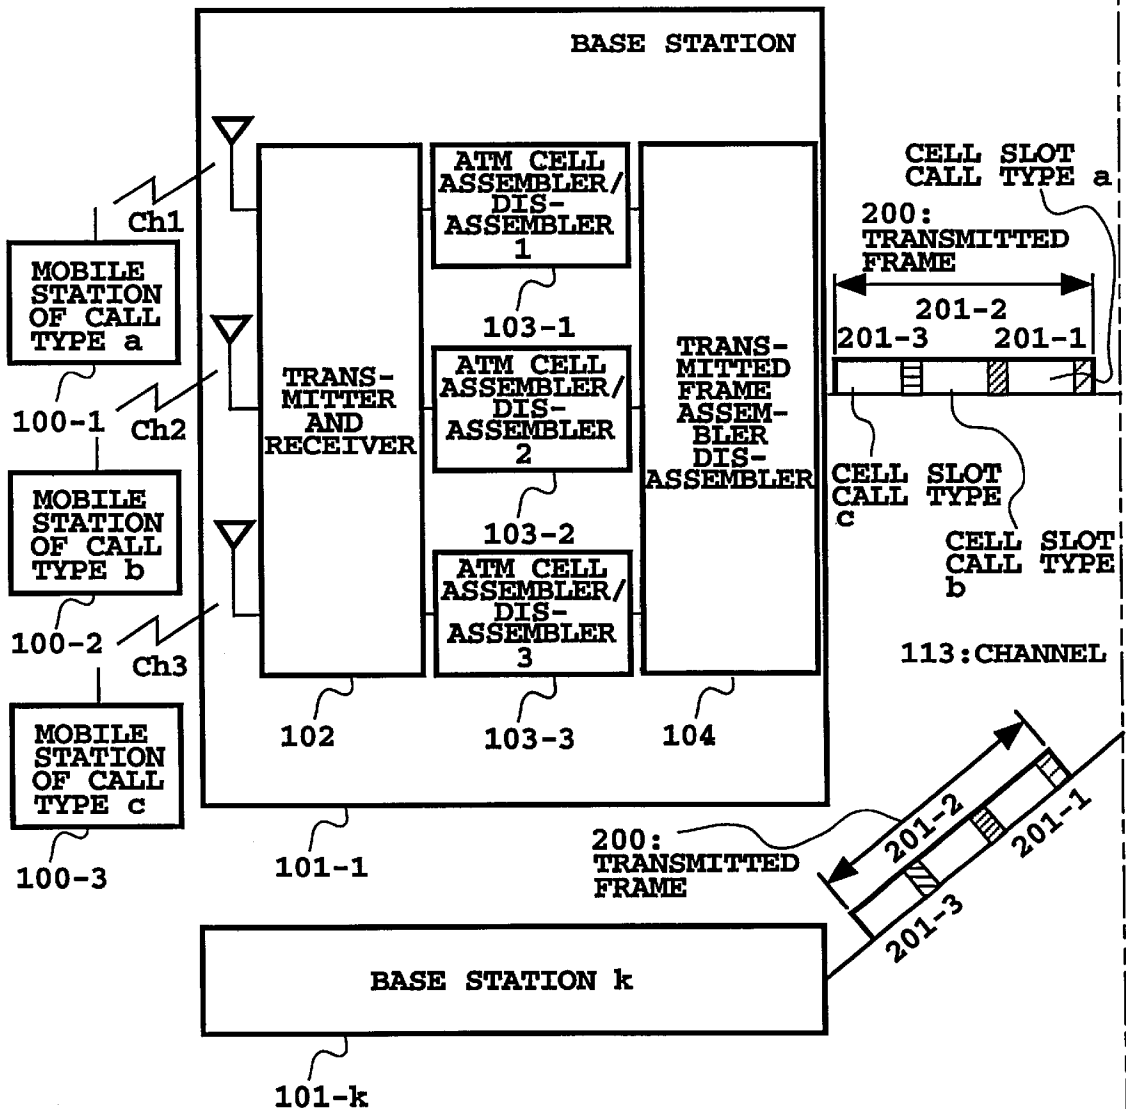 BASE STATION
Ch1
MOBILE
STATION
OF CALL
TYPE a
100-1
Ch2
MOBILE
STATION
OF CALL
TYPE b
100-2
Ch3
MOBILE
STATION
OF CALL
TYPE c
100-3
TRANS-
MITTER
AND
RECEIVER
102
ATM CELL
ASSEMBLER/
DIS-
ASSEMBLER
1
103-1
ATM CELL
ASSEMBLER/
DIS-
ASSEMBLER
2
103-2
ATM CELL
ASSEMBLER/
DIS-
ASSEMBLER
3
103-3
TRANS-
MITTED
FRAME
ASSEM-
BLER
DIS-
ASSEMBLER
104
101-1
CELL SLOT
CALL TYPE a
200:
TRANSMITTED
FRAME
201-2
201-3
201-1
CELL SLOT
CALL TYPE
c
CELL SLOT
CALL TYPE
b
113:CHANNEL
200:
TRANSMITTED
FRAME
201-2
201-1
201-3
BASE STATION k
101-k